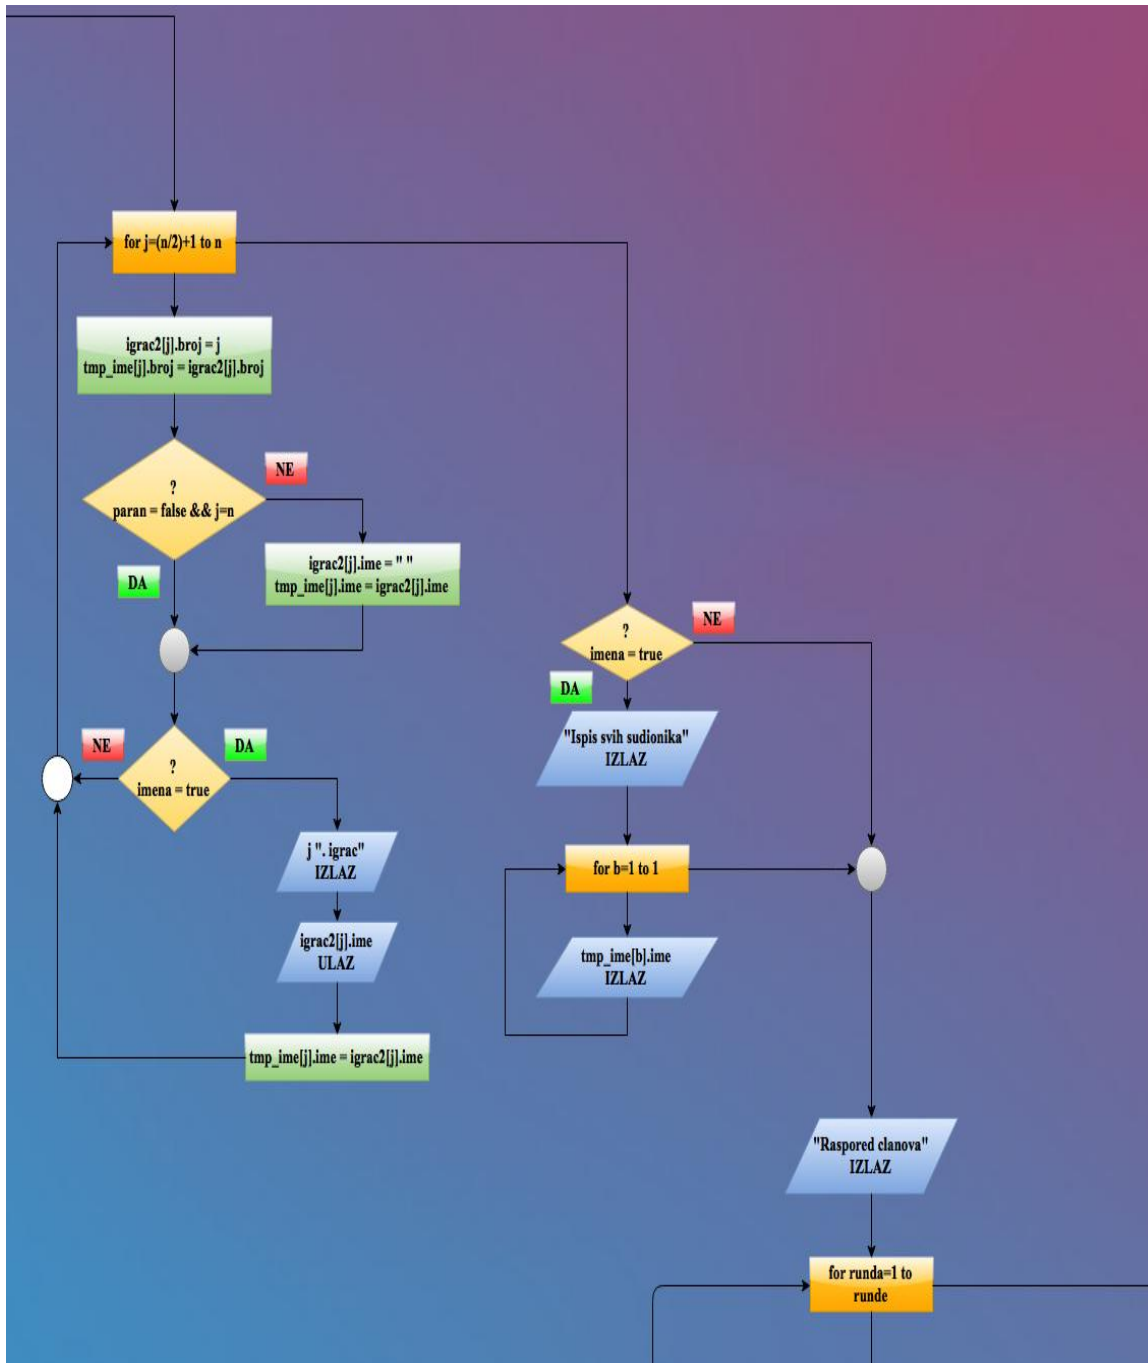 for j=(n/2)+1 to n
igrac2[j].broj = j
tmp_ime[j].broj = igrac2[j].broj
?
paran = false && j=n
NE
DA
igrac2[j].ime = " "
tmp_ime[j].ime = igrac2[j].ime
?
imena = true
NE
DA
j ". igrac"
IZLAZ
igrac2[j].ime
ULAZ
tmp_ime[j].ime = igrac2[j].ime
?
imena = true
NE
DA
"Ispis svih sudionika"
IZLAZ
for b=1 to 1
tmp_ime[b].ime
IZLAZ
"Raspored clanova"
IZLAZ
for runda=1 to
runde